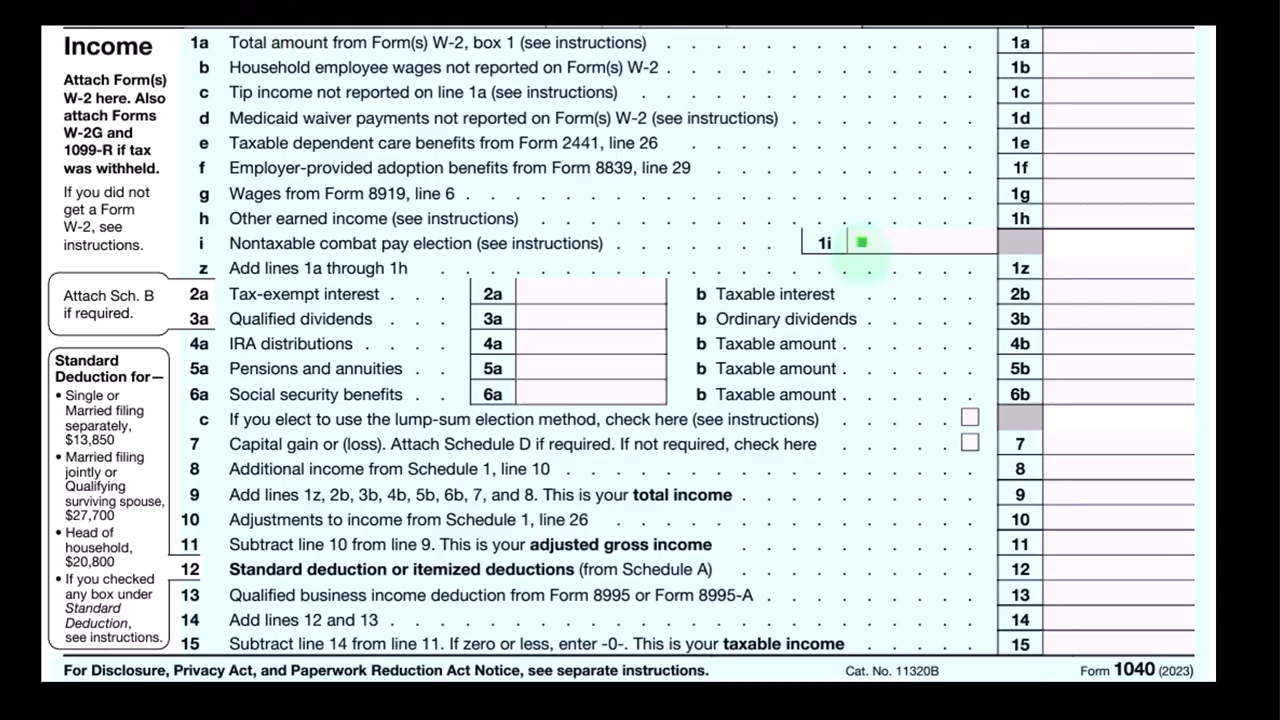 Income
Attach Form(s)
W-2 here. Also
attach Forms
W-2G and
1099-R if tax
was withheld.
If you did not
get a Form
W-2, see
instructions.
1a Total amount from Form(s) W-2, box 1 (see instructions) . . . . . . . . . . . . . 1a
b Household employee wages not reported on Form(s) W-2 . . . . . . . . . . . . . 1b
c Tip income not reported on line 1a (see instructions) . . . . . . . . . . . . . . 1c
d Medicaid waiver payments not reported on Form(s) W-2 (see instructions) . . . . . . . . 1d
e Taxable dependent care benefits from Form 2441, line 26 . . . . . . . . . . . . 1e
f Employer-provided adoption benefits from Form 8839, line 29 . . . . . . . . . . . 1f
g Wages from Form 8919, line 6 . . . . . . . . . . . . . . . . . . . . . 1g
h Other earned income (see instructions) . . . . . . . . . . . . . . . . . . 1h
i Nontaxable combat pay election (see instructions) . . . . . . . 1i
z Add lines 1a through 1h . . . . . . . . . . . . . . . . . . . . . . 1z
Attach Sch. B
if required.
2a Tax-exempt interest . . . 2a b Taxable interest . . . . . 2b
3a Qualified dividends . . . 3a b Ordinary dividends . . . . . 3b
4a IRA distributions . . . . 4a b Taxable amount . . . . . . 4b
5a Pensions and annuities . . 5a b Taxable amount . . . . . . 5b
6a Social security benefits . . 6a b Taxable amount . . . . . . 6b
c If you elect to use the lump-sum election method, check here (see instructions) . . . . .
7 Capital gain or (loss). Attach Schedule D if required. If not required, check here . . . . . 7
8 Additional income from Schedule 1, line 10 . . . . . . . . . . . . . . . . . 8
9 Add lines 1z, 2b, 3b, 4b, 5b, 6b, 7, and 8. This is your total income . . . . . . . . . . 9
10 Adjustments to income from Schedule 1, line 26 . . . . . . . . . . . . . . . 10
11 Subtract line 10 from line 9. This is your adjusted gross income . . . . . . . . . . 11
12 Standard deduction or itemized deductions (from Schedule A) . . . . . . . . . . 12
13 Qualified business income deduction from Form 8995 or Form 8995-A . . . . . . . . . 13
14 Add lines 12 and 13 . . . . . . . . . . . . . . . . . . . . . . . . 14
15 Subtract line 14 from line 11. If zero or less, enter -0-. This is your taxable income . . . . . 15
Standard
Deduction for—
• Single or
Married filing
separately,
$13,850
• Married filing
jointly or
Qualifying
surviving spouse,
$27,700
• Head of
household,
$20,800
• If you checked
any box under
Standard
Deduction,
see instructions.
For Disclosure, Privacy Act, and Paperwork Reduction Act Notice, see separate instructions. Cat. No. 11320B Form 1040 (2023)